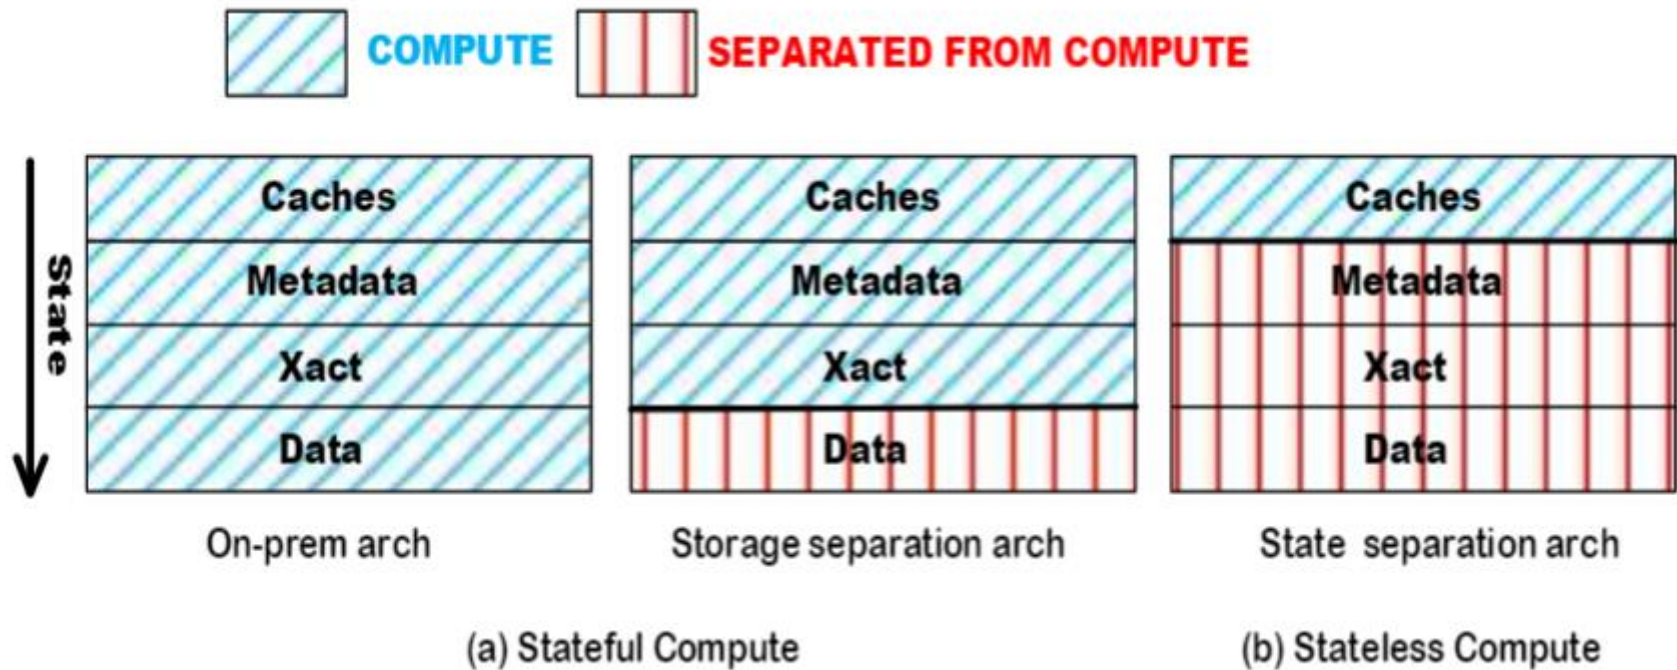 COMPUTE SEPARATED FROM COMPUTE
State
Caches
Metadata
Xact
Data
On-prem arch
Caches
Metadata
Xact
Data
Storage separation arch
Caches
Metadata
Xact
Data
State separation arch
(a) Stateful Compute
(b) Stateless Compute